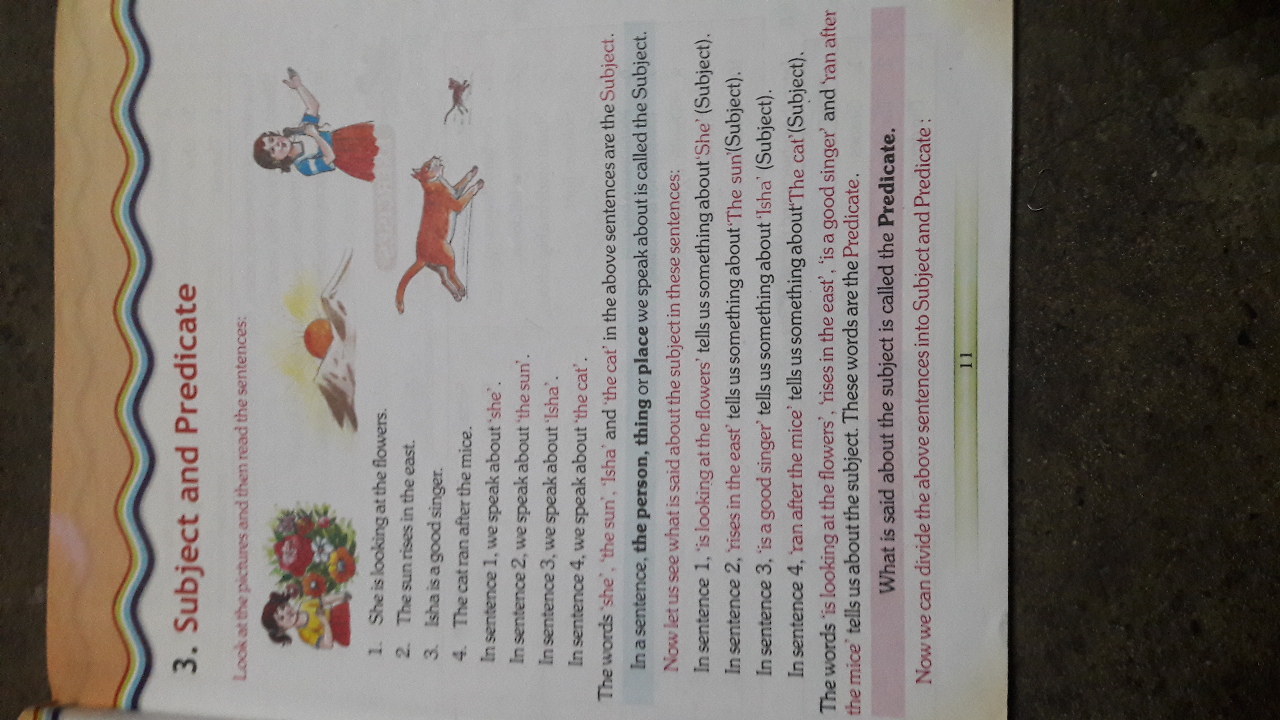 3. Subject and Predicate
Look at the pictures and then read the sentences:
1. She is looking at the flowers.
2. The sun rises in the east.
3. Isha is a good singer.
4. The cat ran after the mice.
In sentence 1, we speak about 'she'.
In sentence 2, we speak about 'the sun'.
In sentence 3, we speak about 'Isha'.
In sentence 4, we speak about 'the cat'.
The words 'she', 'the sun', 'Isha' and 'the cat' in the above sentences are the Subject.
In a sentence, the person, thing or place we speak about is called the Subject.
Now let us see what is said about the subject in these sentences:
In sentence 1, 'is looking at the flowers' tells us something about 'She' (Subject).
In sentence 2, 'rises in the east' tells us something about 'The sun' (Subject).
In sentence 3, 'is a good singer' tells us something about 'Isha' (Subject).
In sentence 4, 'ran after the mice' tells us something about 'The cat' (Subject).
The words 'is looking at the flowers', 'rises in the east', 'is a good singer' and 'ran after
the mice' tells us about the subject. These words are the Predicate.
What is said about the subject is called the Predicate.
Now we can divide the above sentences into Subject and Predicate :
11